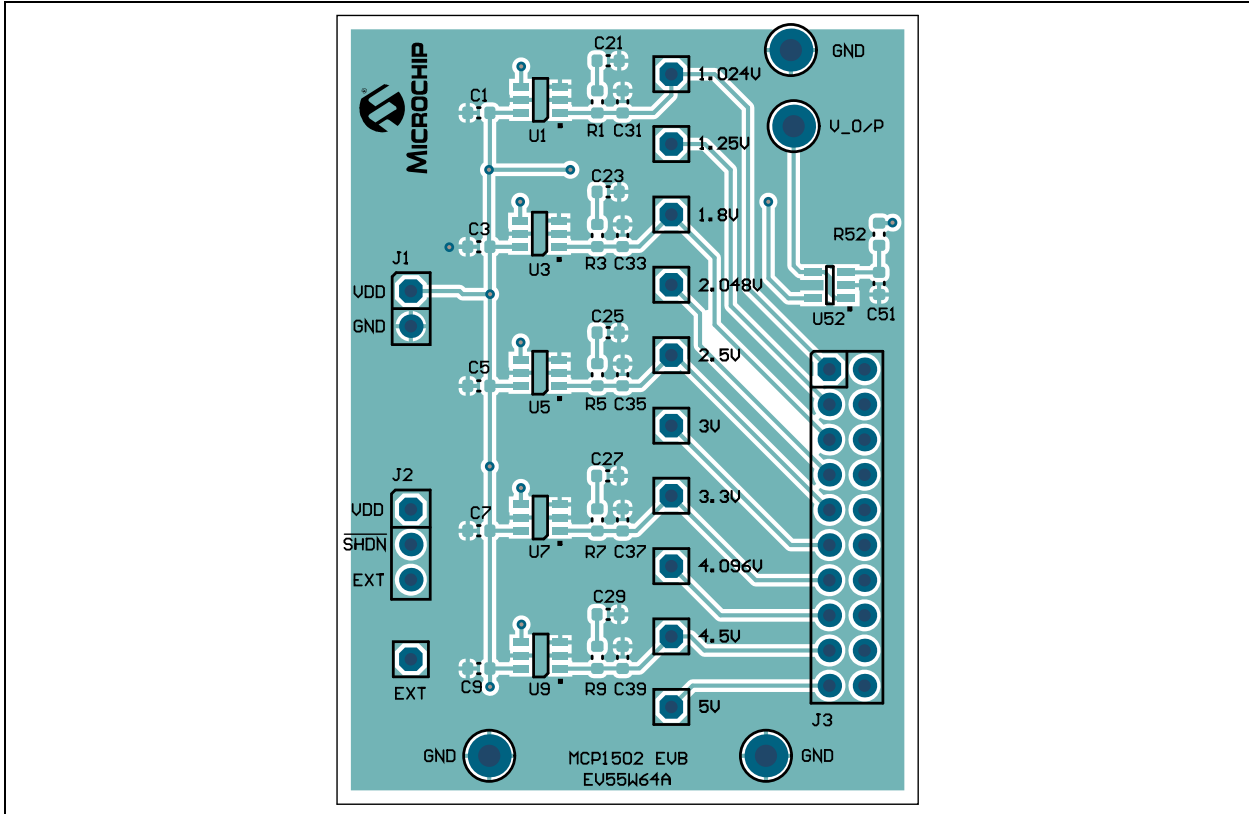 MICROCHIP
®
C21
1.024V
GND
C1
U1
R1
C31
V_O/P
1.25V
C23
1.8V
C3
U3
R3
C33
R52
J1
VDD
GND
2.048V
U52
C51
C25
2.5V
C5
U5
R5
C35
3V
C27
J2
VDD
SHDN
EXT
3.3V
C7
U7
R7
C37
4.096V
C29
4.5V
C9
U9
R9
C39
EXT
5V
J3
GND
MCP1502 EVB
EV55W64A
GND